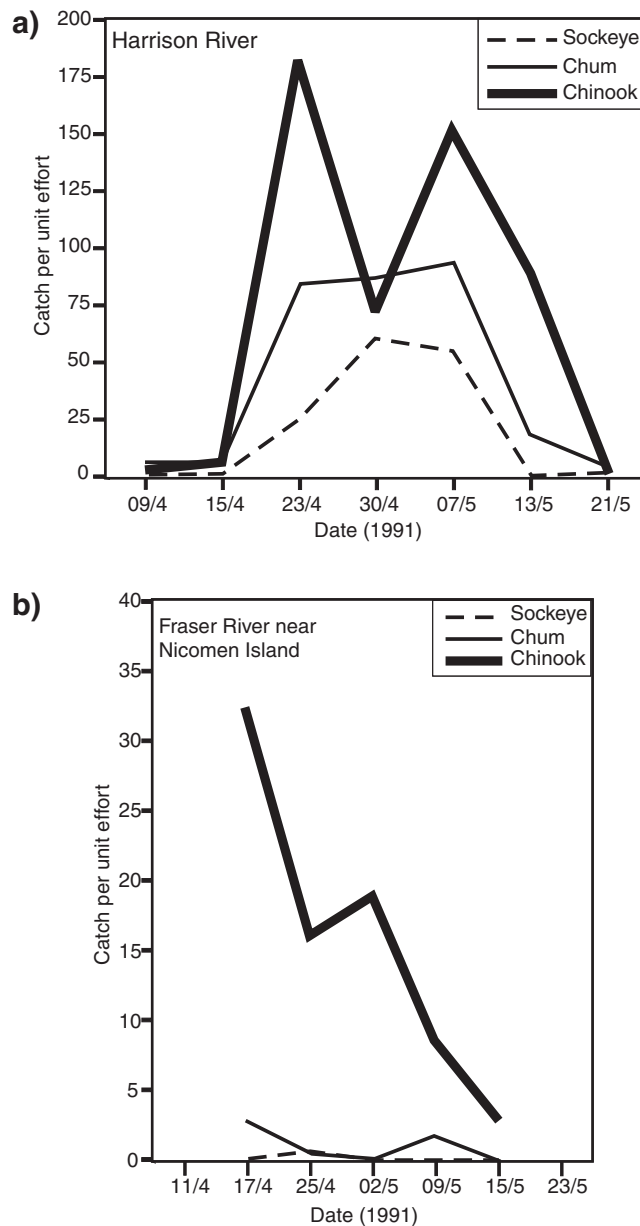 a)
Harrison River
Sockeye
Chum
Chinook
200
175
150
125
100
75
50
25
0
Catch per unit effort
09/4 15/4 23/4 30/4 07/5 13/5 21/5
Date (1991)
b)
Fraser River near
Nicomen Island
Sockeye
Chum
Chinook
40
35
30
25
20
15
10
5
0
Catch per unit effort
11/4 17/4 25/4 02/5 09/5 15/5 23/5
Date (1991)